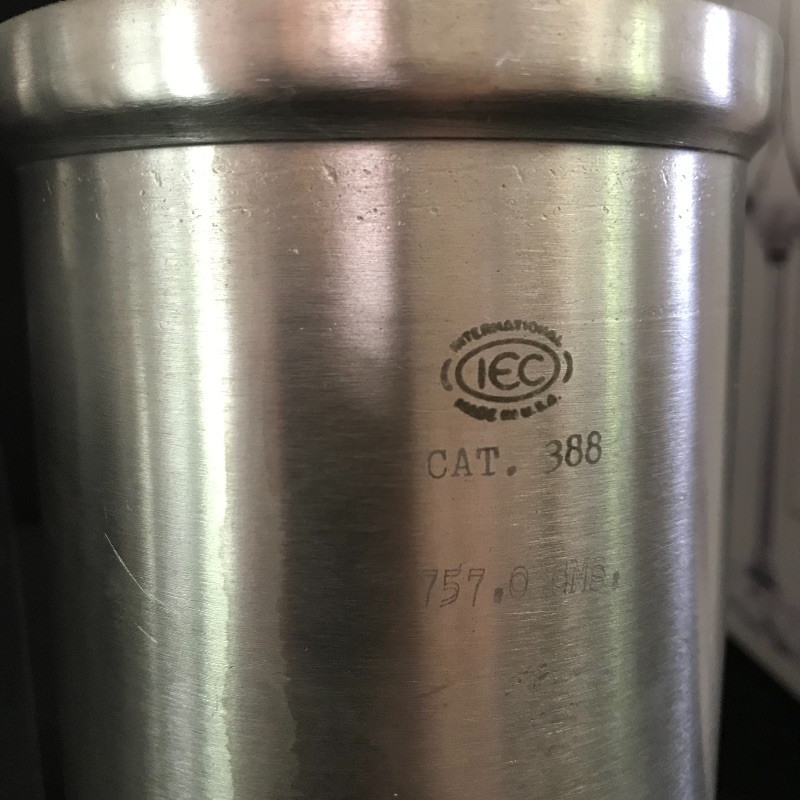 INTERNATIONAL
IEC
MADE IN U.S.A.
CAT. 388
757.0 GMS.